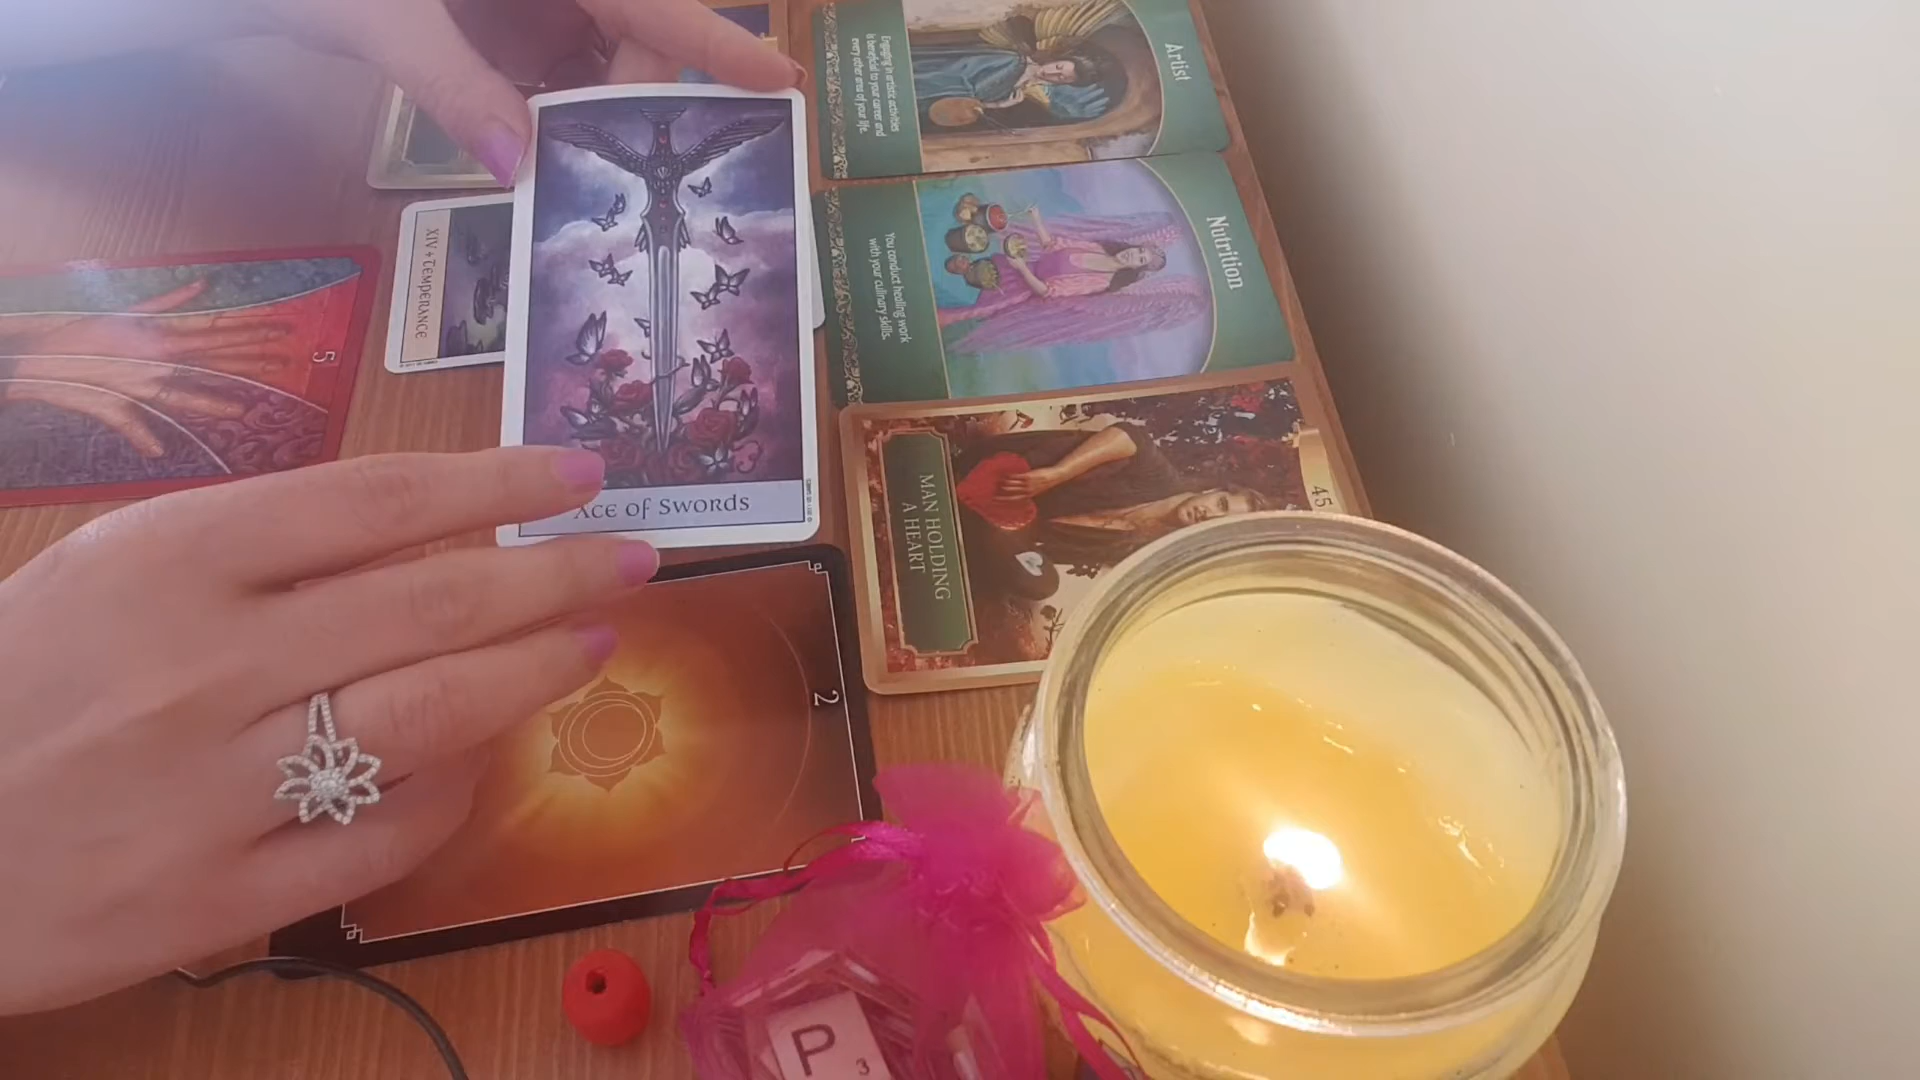 Artist
Engaging in artistic activities
is beneficial to your career and
every other area of your life.
Nutrition
You conduct healing work
with your culinary skills.
XIV + TEMPERANCE
5
ACE OF SWORDS
45
MAN HOLDING
A HEART
2
P
3